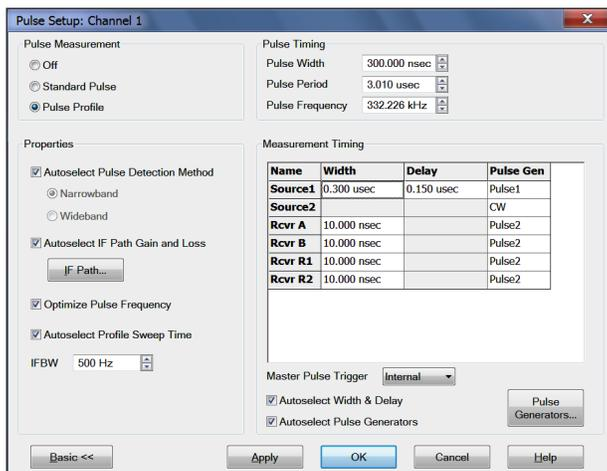 Pulse Setup: Channel 1
X
Pulse Measurement
Off
Standard Pulse
Pulse Profile
Pulse Timing
Pulse Width 300.000 nsec
Pulse Period 3.010 usec
Pulse Frequency 332.226 kHz
Properties
Autoselect Pulse Detection Method
Narrowband
Wideband
Autoselect IF Path Gain and Loss
IF Path...
Optimize Pulse Frequency
Autoselect Profile Sweep Time
IFBW 500 Hz
Measurement Timing
Name Width Delay Pulse Gen
Source1 0.300 usec 0.150 usec Pulse1
Source2 CW
Rcvr A 10.000 nsec Pulse2
Rcvr B 10.000 nsec Pulse2
Rcvr R1 10.000 nsec Pulse2
Rcvr R2 10.000 nsec Pulse2
Master Pulse Trigger Internal
Autoselect Width & Delay
Autoselect Pulse Generators
Pulse
Generators...
Basic << Apply OK Cancel Help